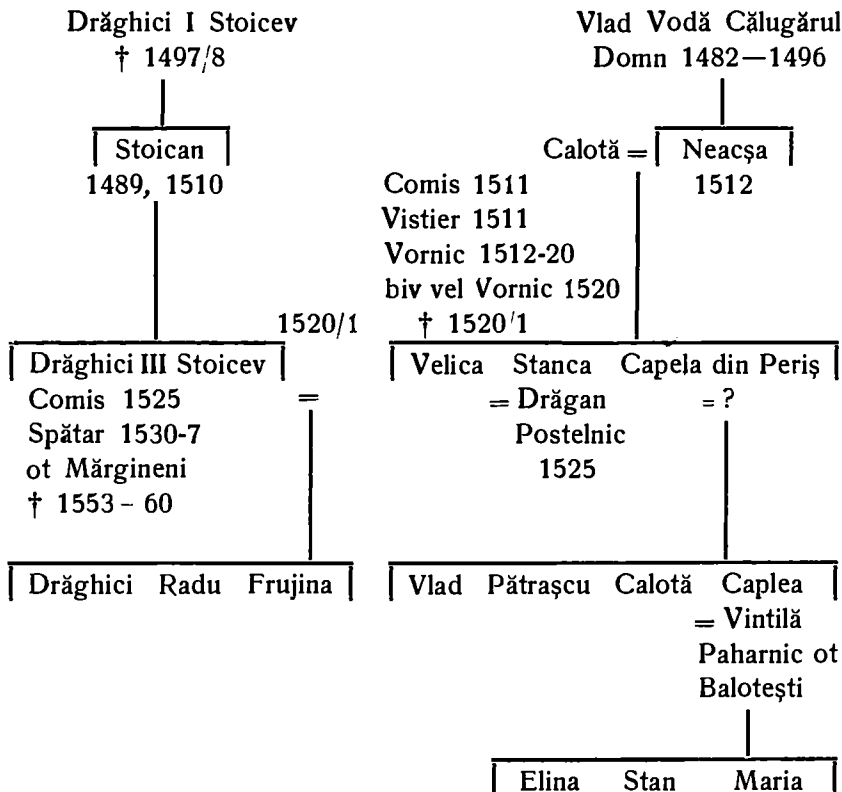 Drăghici I Stoicev Vlad Vodă Călugărul
† 1497/8 Domn 1482—1496
Stoican Calotă = Neacșa
1489, 1510 Comis 1511 1512
Vistier 1511
Vornic 1512-20
biv vel Vornic 1520
1520/1 † 1520/1
Drăghici III Stoicev Velica Stanca Capela din Periș
Comis 1525 = = Drăgan = ?
Spătar 1530-7 Postelnic
ot Mărgineni 1525
† 1553 – 60
Drăghici Radu Frujina Vlad Pătrașcu Calotă Caplea
= Vintilă
Paharnic ot
Balotești
Elina Stan Maria